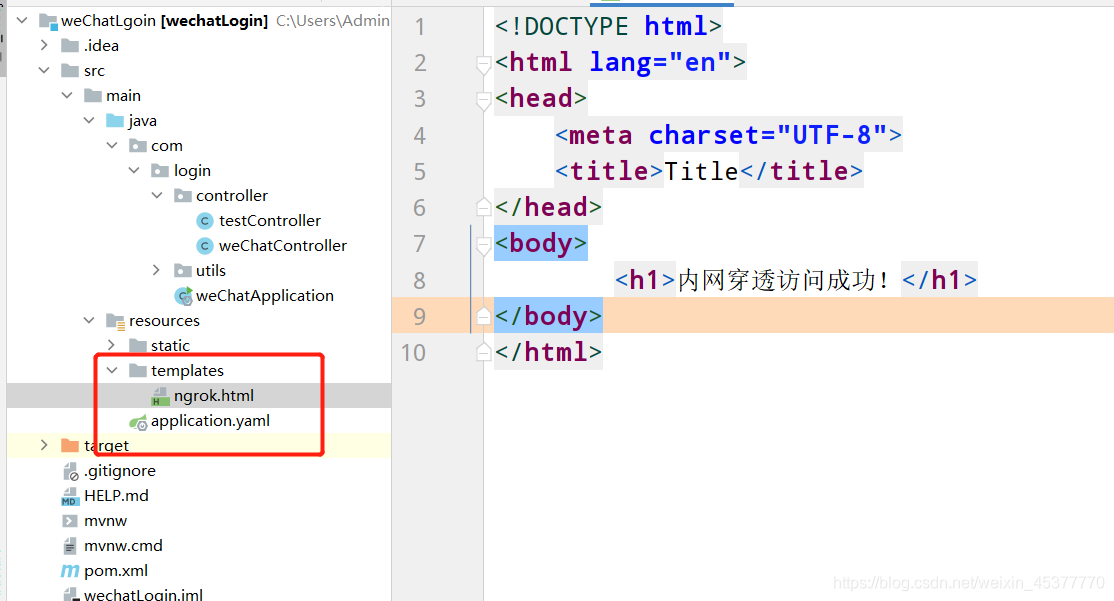 weChatLgoin [wechatLogin] C:\Users\Admin
.idea
src
main
java
com
login
controller
testController
weChatController
utils
weChatApplication
resources
static
templates
ngrok.html
application.yaml
target
.gitignore
HELP.md
mvnw
mvnw.cmd
pom.xml
wechatLogin.iml
1 <!DOCTYPE html>
2 <html lang="en">
3 <head>
4 <meta charset="UTF-8">
5 <title>Title</title>
6 </head>
7 <body>
8 <h1>内网穿透访问成功！</h1>
9 </body>
10 </html>
https://blog.csdn.net/weixin_45377770